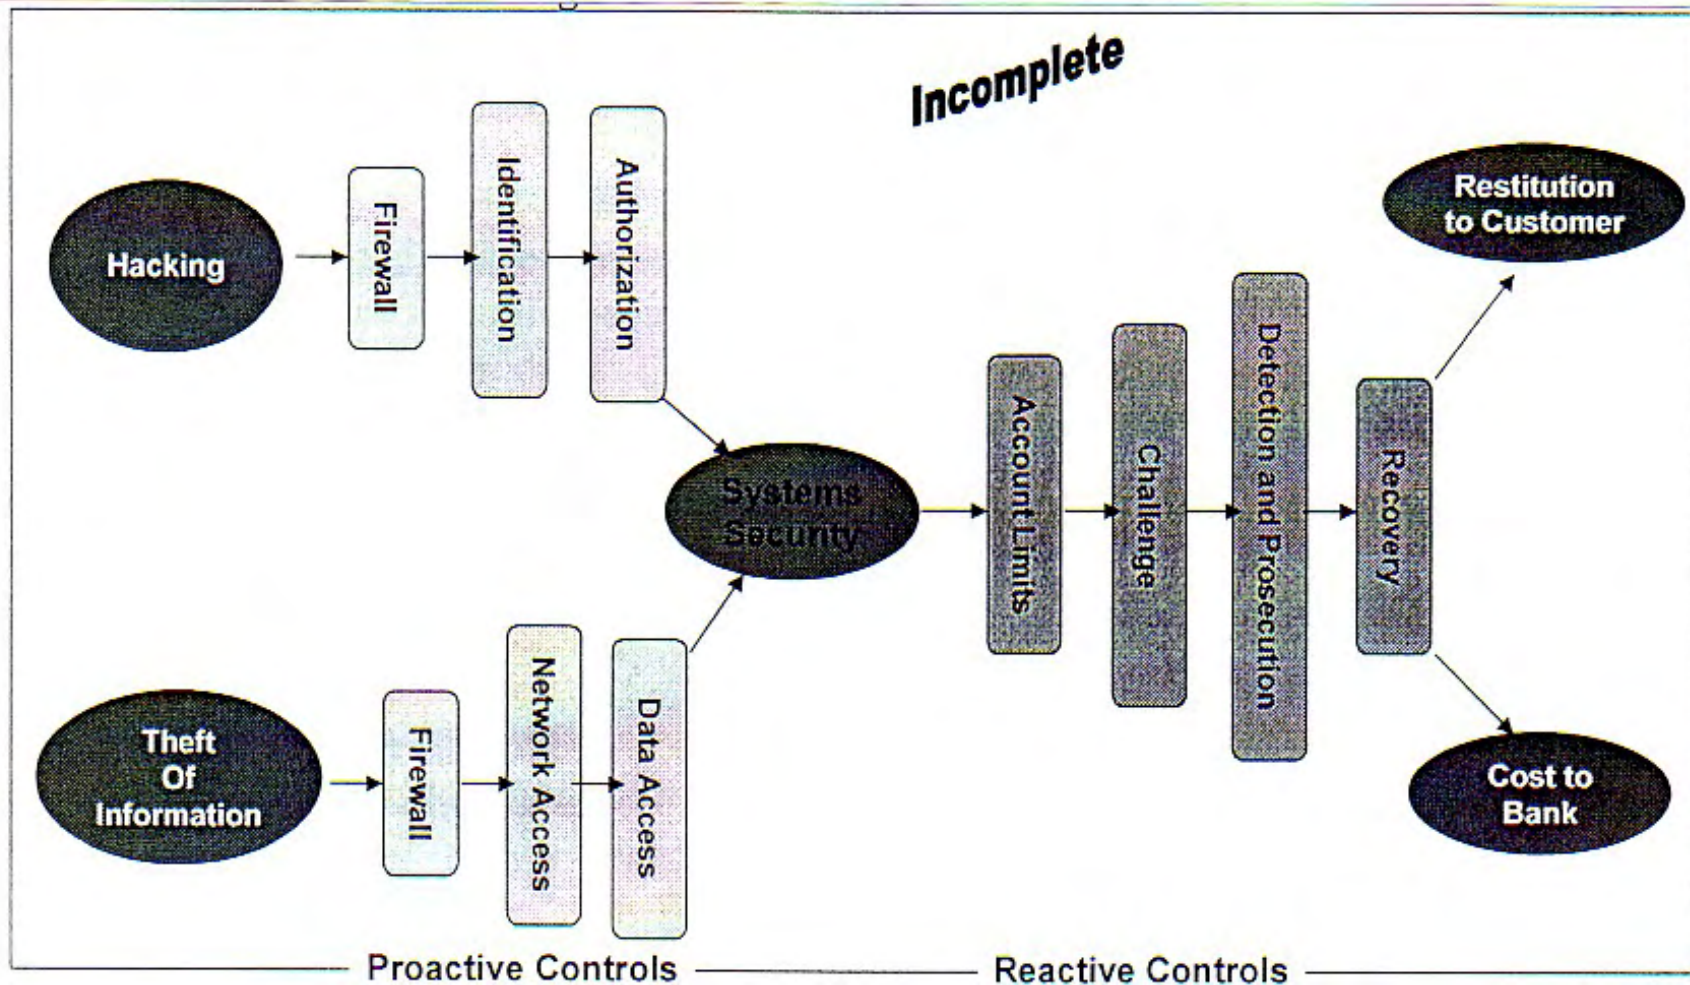 Incomplete
Hacking
Firewall
Identification
Authorization
Theft
Of
Information
Firewall
Network Access
Data Access
Systems
Security
Account Limits
Challenge
Detection and Prosecution
Recovery
Restitution
to Customer
Cost to
Bank
Proactive Controls
Reactive Controls